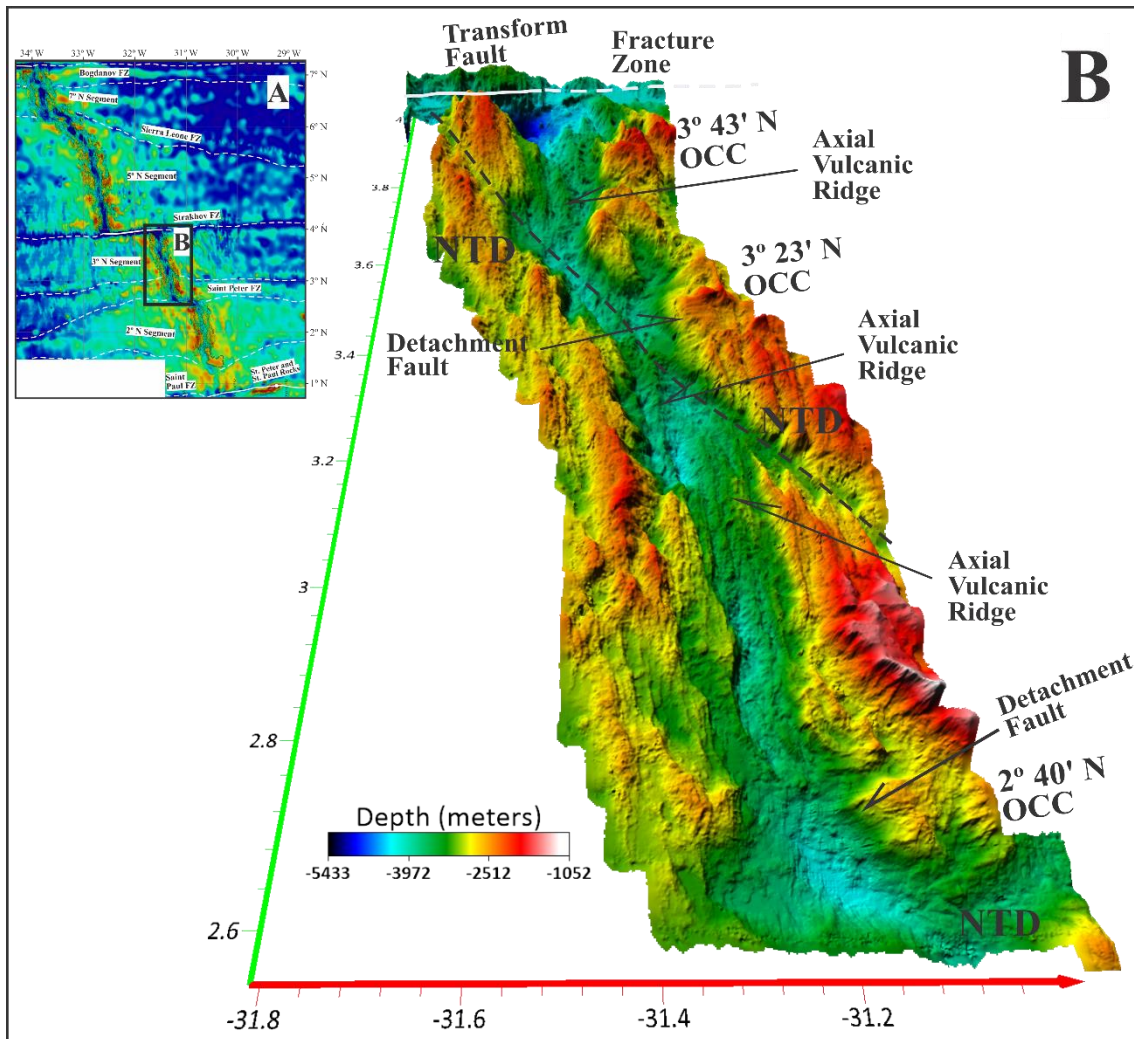 34° W
33° W
32° W
31° W
30° W
29° W
Bogdanov FZ
7° N
A
7° N Segment
6° N
Sierra Leone FZ
5° N Segment
5° N
Strakhov FZ
4° N
B
3° N Segment
3° N
Saint Peter FZ
2° N Segment
2° N
Saint
Paul FZ
St. Peter and
St. Paul Rocks
1° N
B
Transform
Fault
Fracture
Zone
4
3° 43' N
OCC
Axial
Vulcanic
Ridge
3.8
NTD
3.6
3° 23' N
OCC
Detachment
Fault
Axial
Vulcanic
Ridge
3.4
NTD
3.2
Axial
Vulcanic
Ridge
3
Detachment
Fault
2.8
2° 40' N
OCC
Depth (meters)
-5433 -3972 -2512 -1052
NTD
2.6
-31.8 -31.6 -31.4 -31.2